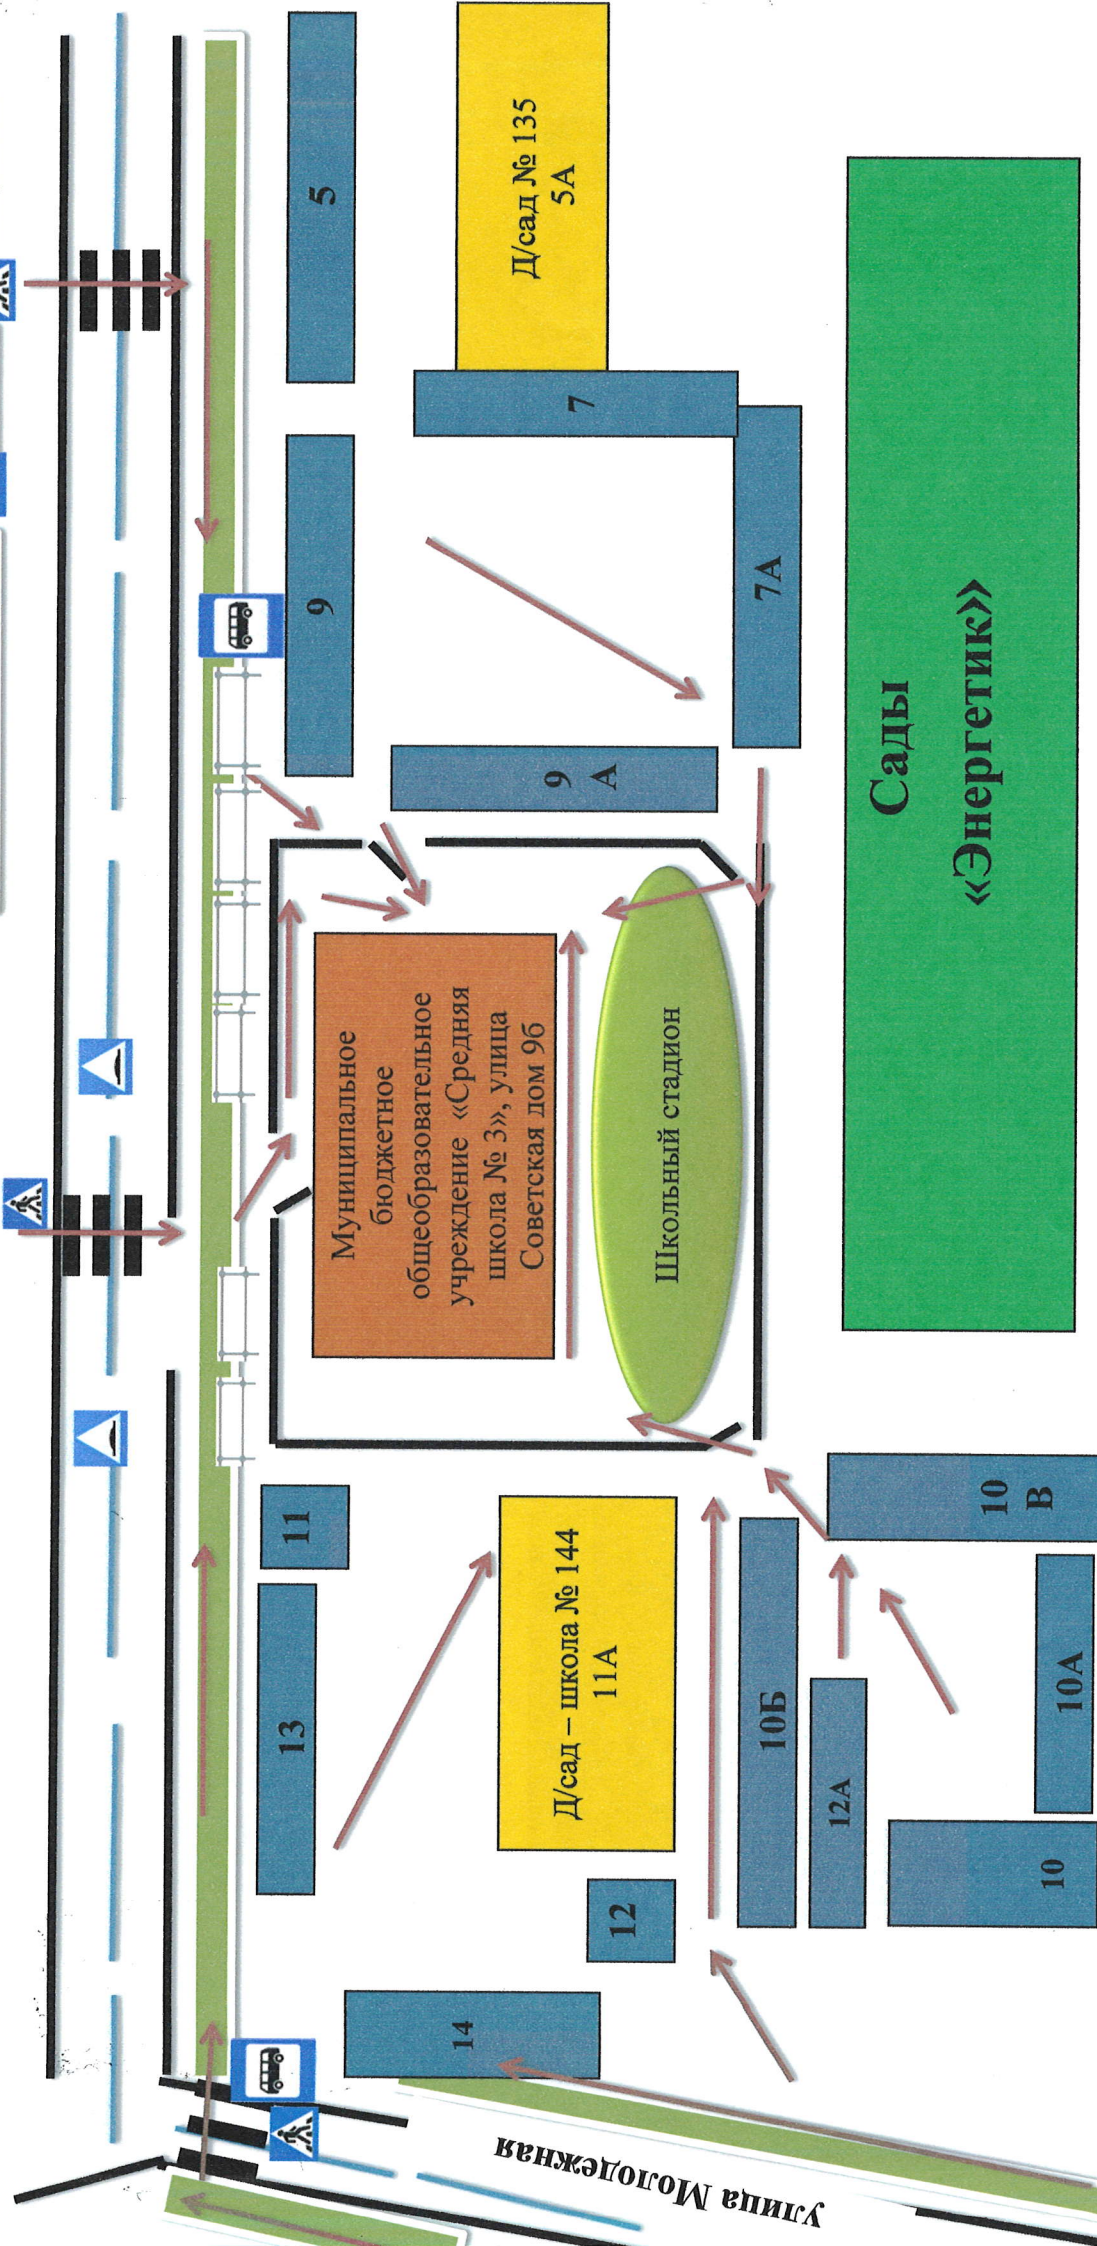 5
Д/сад № 135
5А
7
9
7А
9
А
Сады
«Энергетик»
Муниципальное
бюджетное
общеобразовательное
учреждение «Средняя
школа № 3», улица
Советская дом 9б
Школьный стадион
11
13
Д/сад – школа № 144
11А
10
В
10Б
12А
10А
10
12
14
улица Молодежная